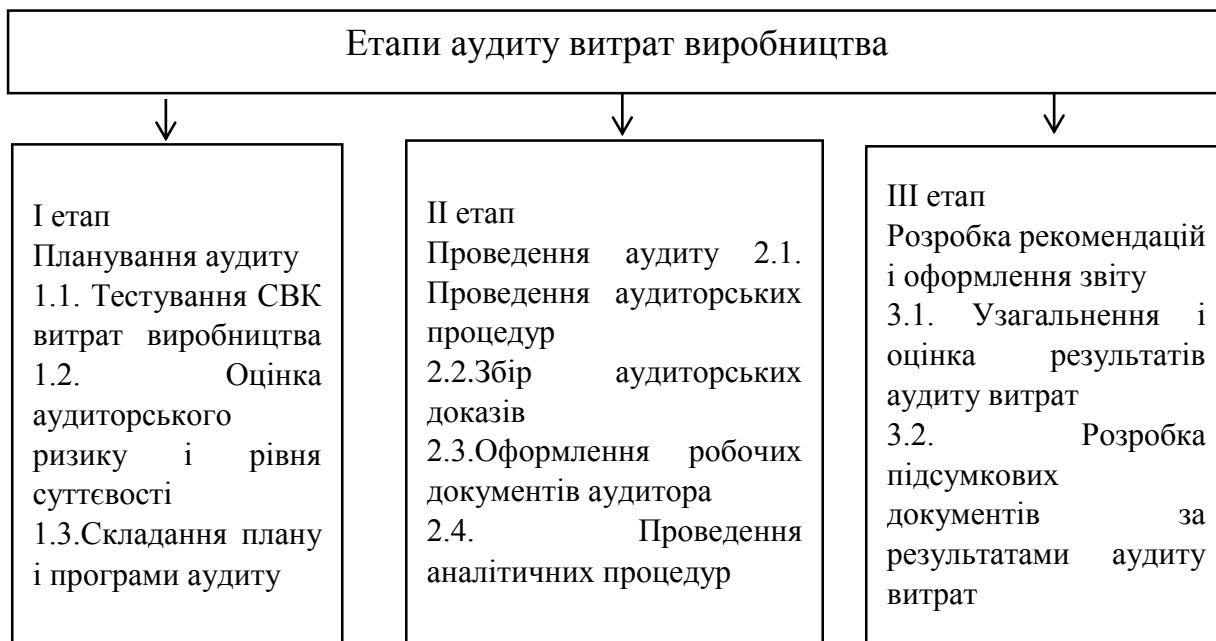 Етапи аудиту витрат виробництва
І етап
Планування аудиту
1.1. Тестування СВК
витрат виробництва
1.2. Оцінка
аудиторського
ризику і рівня
суттєвості
1.3.Складання плану
і програми аудиту
ІІ етап
Проведення аудиту 2.1.
Проведення аудиторських
процедур
2.2.Збір аудиторських
доказів
2.3.Оформлення робочих
документів аудитора
2.4. Проведення
аналітичних процедур
ІІІ етап
Розробка рекомендацій
і оформлення звіту
3.1. Узагальнення і
оцінка результатів
аудиту витрат
3.2. Розробка
підсумкових
документів за
результатами аудиту
витрат